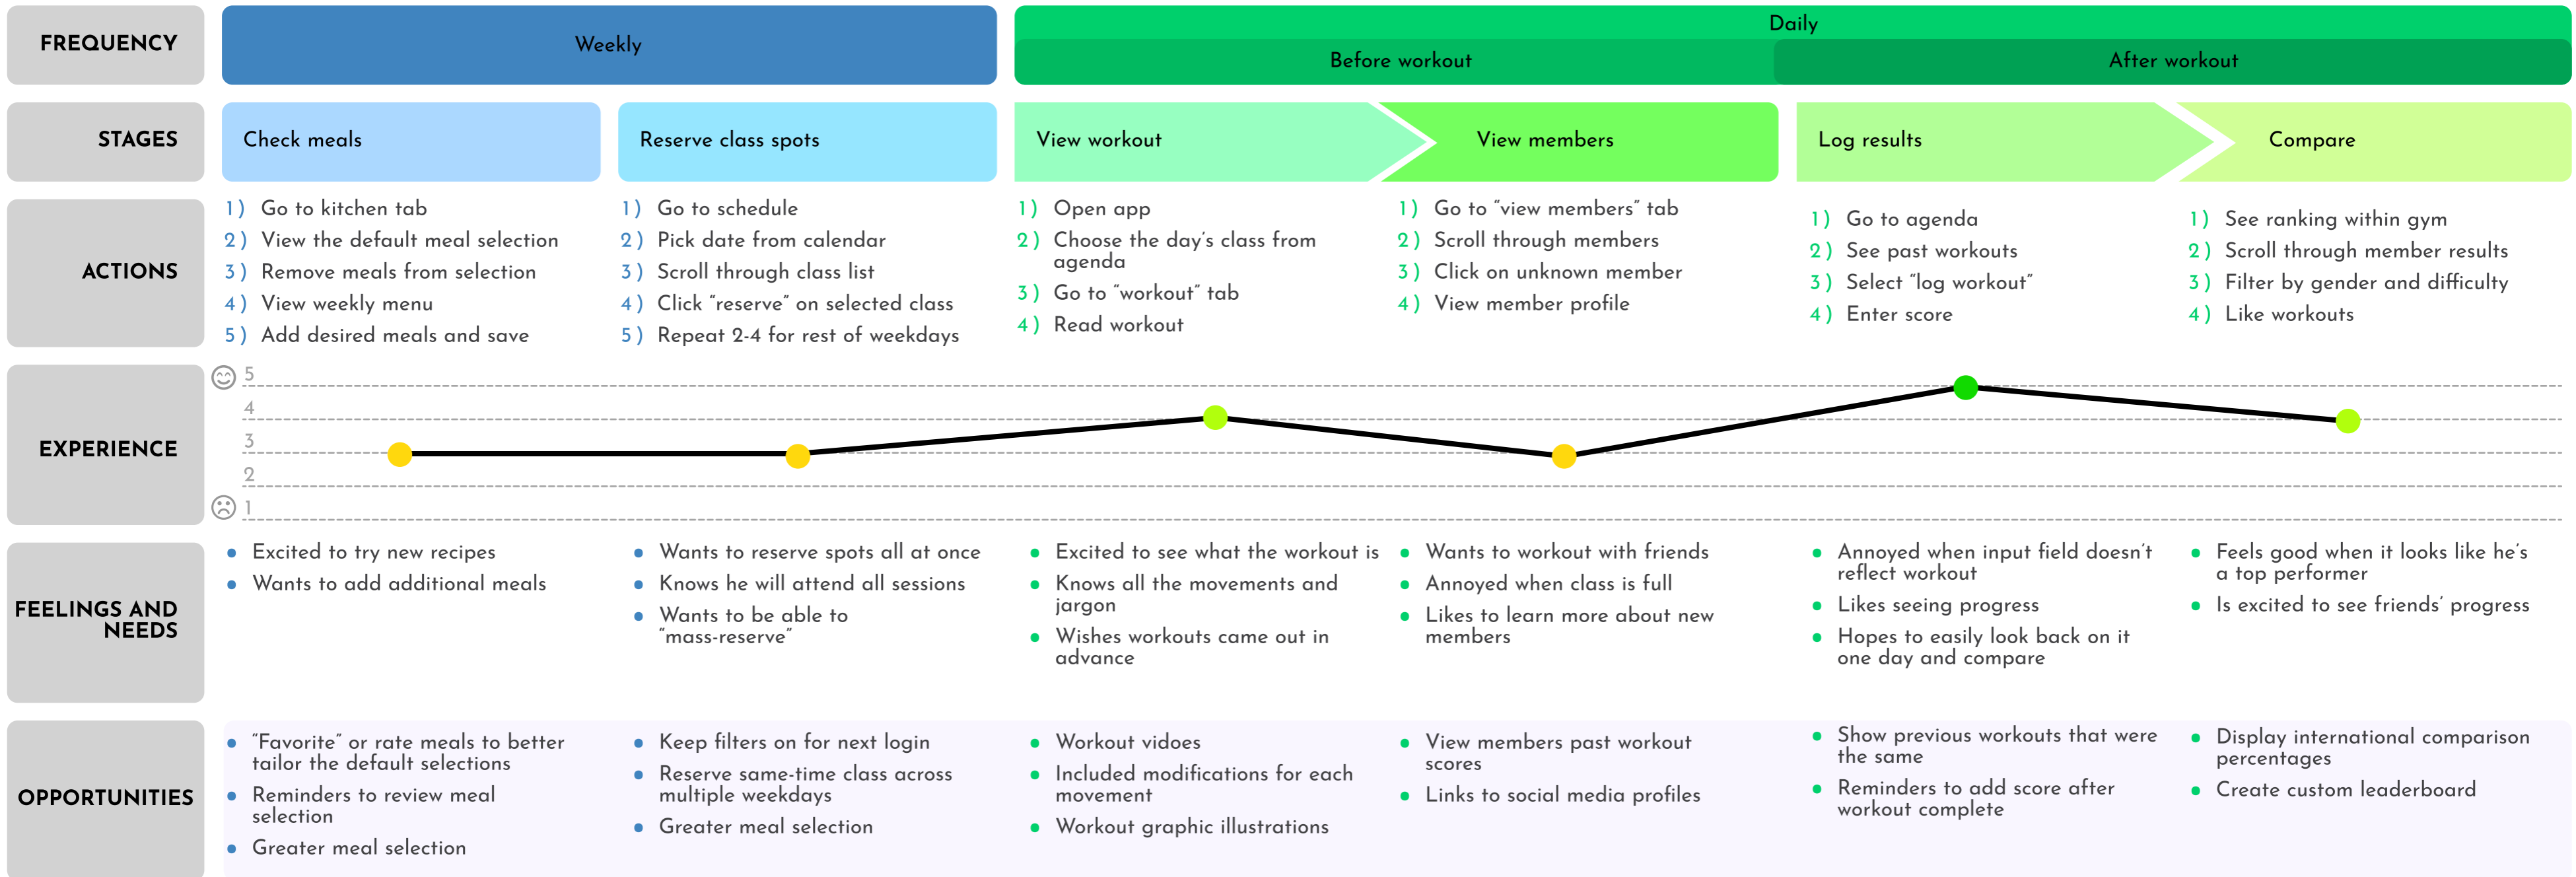 FREQUENCY
Weekly
Daily
Before workout
After workout
STAGES
Check meals
Reserve class spots
View workout
View members
Log results
Compare
ACTIONS
1) Go to kitchen tab
2) View the default meal selection
3) Remove meals from selection
4) View weekly menu
5) Add desired meals and save
1) Go to schedule
2) Pick date from calendar
3) Scroll through class list
4) Click “reserve” on selected class
5) Repeat 2-4 for rest of weekdays
1) Open app
2) Choose the day's class from
agenda
3) Go to “workout” tab
4) Read workout
1) Go to “view members” tab
2) Scroll through members
3) Click on unknown member
4) View member profile
1) Go to agenda
2) See past workouts
3) Select “log workout”
4) Enter score
1) See ranking within gym
2) Scroll through member results
3) Filter by gender and difficulty
4) Like workouts
EXPERIENCE
5
4
3
2
1
FEELINGS AND
NEEDS
• Excited to try new recipes
• Wants to add additional meals
• Wants to reserve spots all at once
• Knows he will attend all sessions
• Wants to be able to
“mass-reserve”
• Excited to see what the workout is
• Knows all the movements and
jargon
• Wishes workouts came out in
advance
• Wants to workout with friends
• Annoyed when class is full
• Likes to learn more about new
members
• Annoyed when input field doesn't
reflect workout
• Likes seeing progress
• Hopes to easily look back on it
one day and compare
• Feels good when it looks like he's
a top performer
• Is excited to see friends' progress
OPPORTUNITIES
• “Favorite” or rate meals to better
tailor the default selections
• Reminders to review meal
selection
• Greater meal selection
• Keep filters on for next login
• Reserve same-time class across
multiple weekdays
• Greater meal selection
• Workout vidoes
• Included modifications for each
movement
• Workout graphic illustrations
• View members past workout
scores
• Links to social media profiles
• Show previous workouts that were
the same
• Reminders to add score after
workout complete
• Display international comparison
percentages
• Create custom leaderboard